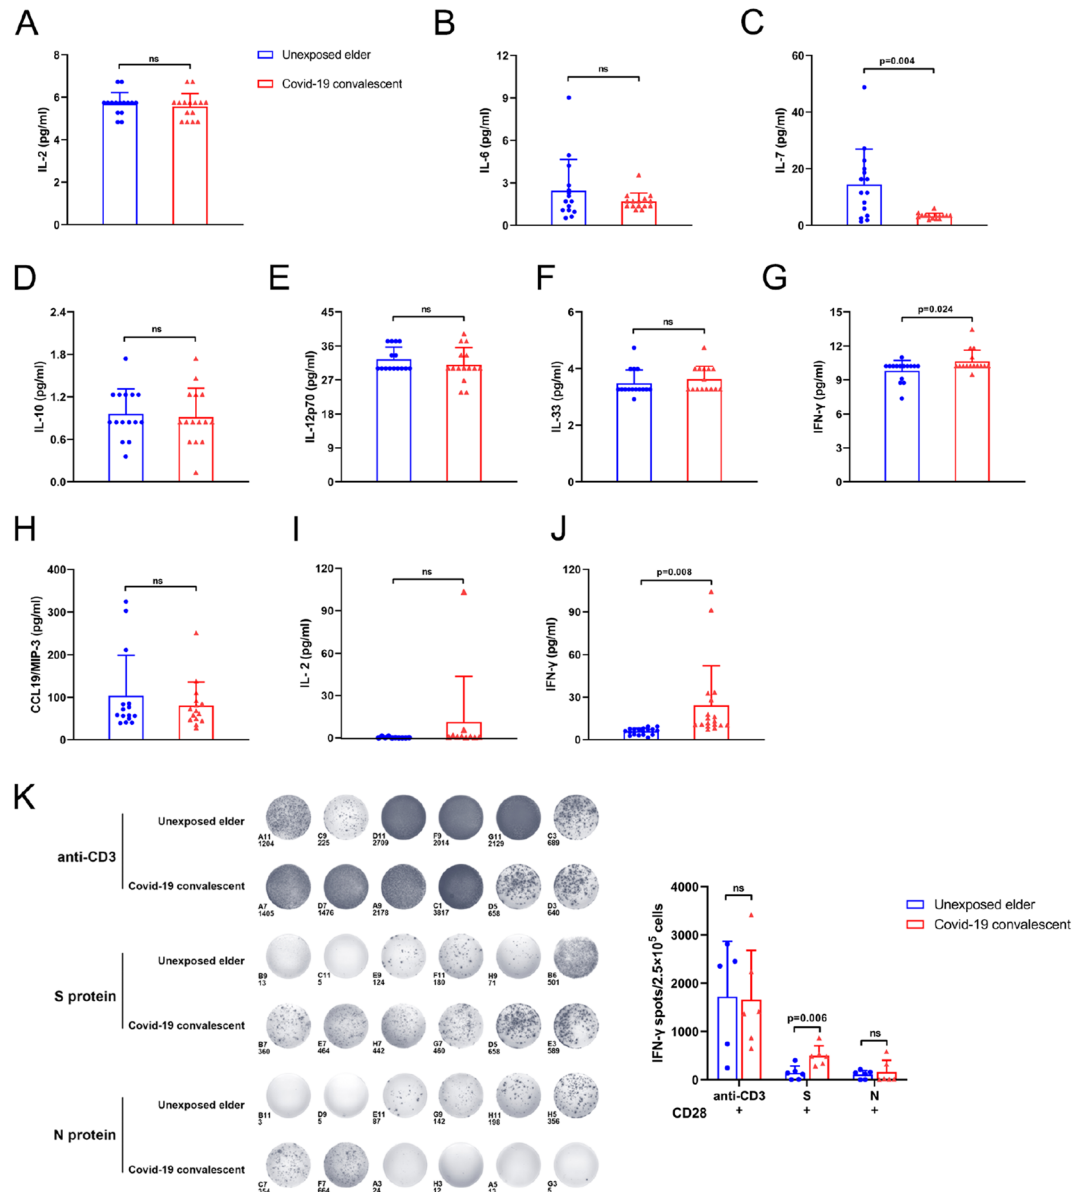 A
B
C
IL-2 (pg/ml)
8
6
4
2
0
ns
Unexposed elder
Covid-19 convalescent
IL-6 (pg/ml)
12
9
6
3
0
ns
IL-7 (pg/ml)
60
40
20
0
p=0.004
D
E
F
G
IL-10 (pg/ml)
2.4
1.8
1.2
0.6
0.0
ns
IL-12p70 (pg/ml)
45
36
27
18
9
0
ns
IL-33 (pg/ml)
6
4
2
0
ns
IFN-γ (pg/ml)
15
12
9
6
3
0
p=0.024
H
I
J
CCL19/MIP-3 (pg/ml)
400
300
200
100
0
ns
IL- 2 (pg/ml)
120
90
60
30
0
ns
IFN-γ (pg/ml)
120
90
60
30
0
p=0.008
K
anti-CD3
Unexposed elder
A11 C9 D11 F9 G11 C3
1204 225 2709 2014 2129 689
Covid-19 convalescent
A7 D7 A9 C1 D5 D3
1405 1476 2178 3817 658 640
S protein
Unexposed elder
B9 C11 E9 F11 H9 B6
13 5 124 180 71 501
Covid-19 convalescent
B7 E7 H7 G7 D5 E3
360 464 442 460 658 589
N protein
Unexposed elder
B11 D9 E11 G9 H11 H5
3 5 87 142 198 356
Covid-19 convalescent
C7 F7 A3 H3 A5 G3
IFN-γ spots/2.5×10⁵ cells
4000
3000
2000
1000
0
ns
p=0.006
ns
Unexposed elder
Covid-19 convalescent
anti-CD3 S N
CD28 + + +